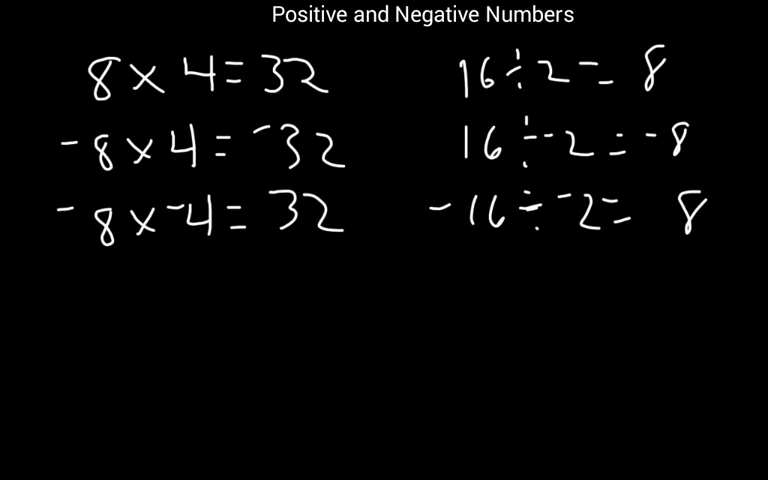 Positive and Negative Numbers
8 × 4 = 32
16 ÷ 2 = 8
-8 × 4 = -32
16 ÷ -2 = -8
-8 × -4 = 32
-16 ÷ -2 = 8